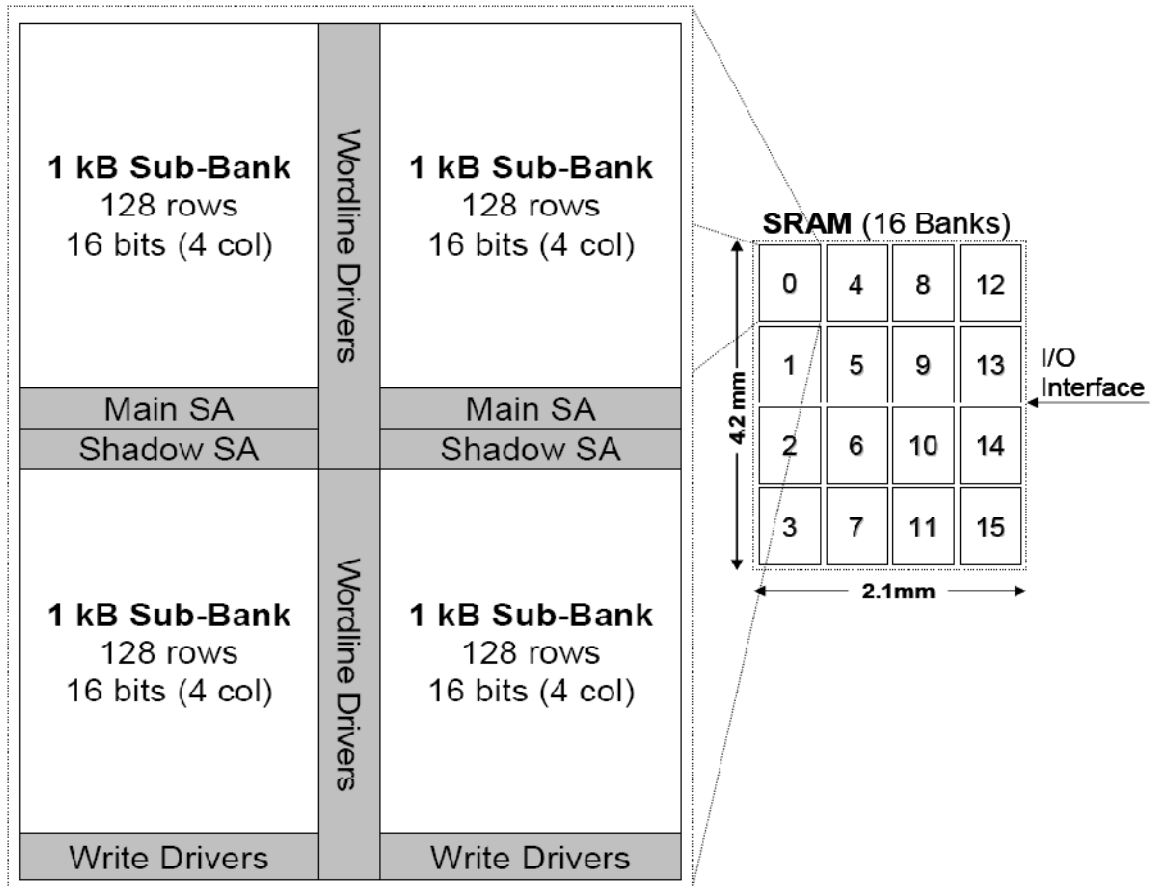 1 kB Sub-Bank
128 rows
16 bits (4 col)
Wordline Drivers
1 kB Sub-Bank
128 rows
16 bits (4 col)
Main SA
Main SA
Shadow SA
Shadow SA
1 kB Sub-Bank
128 rows
16 bits (4 col)
Wordline Drivers
1 kB Sub-Bank
128 rows
16 bits (4 col)
Write Drivers
Write Drivers
SRAM (16 Banks)
0 4 8 12
1 5 9 13
2 6 10 14
3 7 11 15
4.2 mm
2.1mm
I/O
Interface